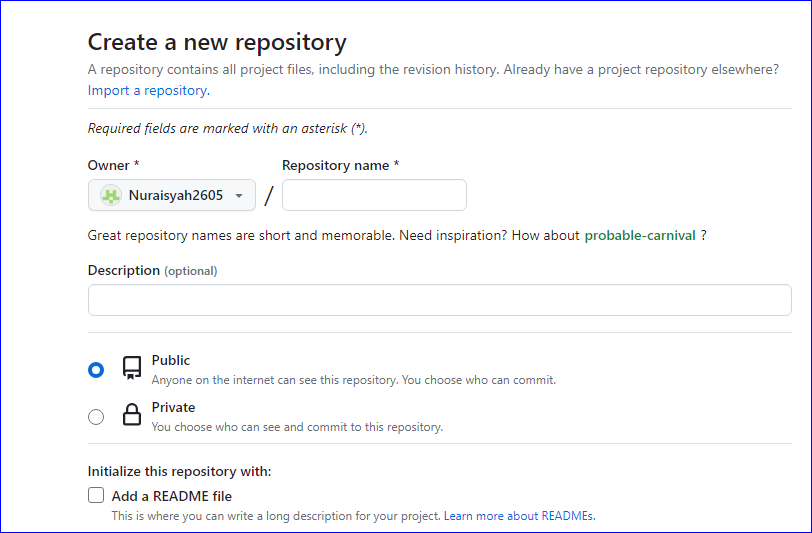 Create a new repository
A repository contains all project files, including the revision history. Already have a project repository elsewhere?
Import a repository.
Required fields are marked with an asterisk (*).
Owner * Repository name *
Nuraisyah2605 /
Great repository names are short and memorable. Need inspiration? How about probable-carnival ?
Description (optional)
Public
Anyone on the internet can see this repository. You choose who can commit.
Private
You choose who can see and commit to this repository.
Initialize this repository with:
Add a README file
This is where you can write a long description for your project. Learn more about READMEs.